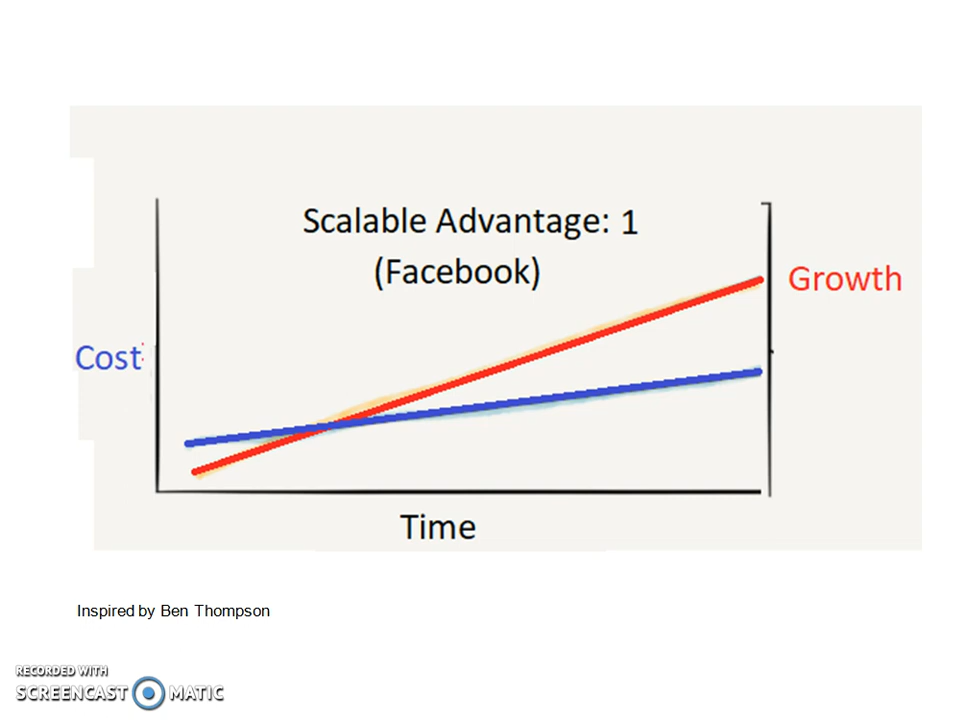 Scalable Advantage: 1
(Facebook)
Growth
Cost
Time
Inspired by Ben Thompson
RECORDED WITH
SCREENCAST MATIC